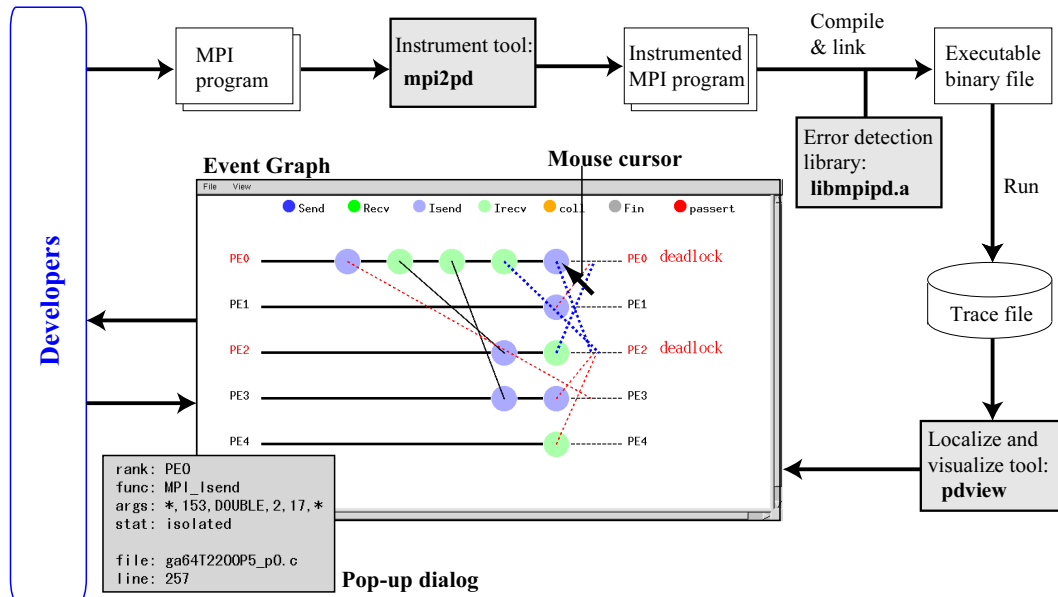 Developers
MPI
program
Instrument tool:
mpi2pd
Instrumented
MPI program
Compile
& link
Executable
binary file
Error detection
library:
libmpipd.a
Run
Trace file
Localize and
visualize tool:
pdview
Event Graph
Mouse cursor
File View
Send Recv Isend Irecv coll Fin passert
PE0 PE0 deadlock
PE1 PE1
PE2 PE2 deadlock
PE3 PE3
PE4 PE4
rank: PE0
func: MPI_Isend
args: *,153,DOUBLE,2,17,*
stat: isolated
file: ga64T2200P5_p0.c
line: 257
Pop-up dialog